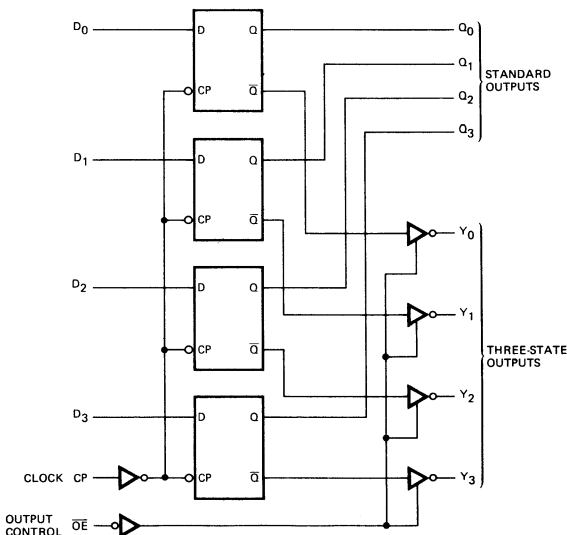 D0 D Q Q0
Q1
STANDARD
OUTPUTS
CP Q̅ Q2
Q3
D1 D Q
CP Q̅ Y0
D2 D Q Y1
THREE-STATE
OUTPUTS
CP Q̅
Y2
D3 D Q
CLOCK CP CP Q̅ Y3
OUTPUT
CONTROL O̅E̅